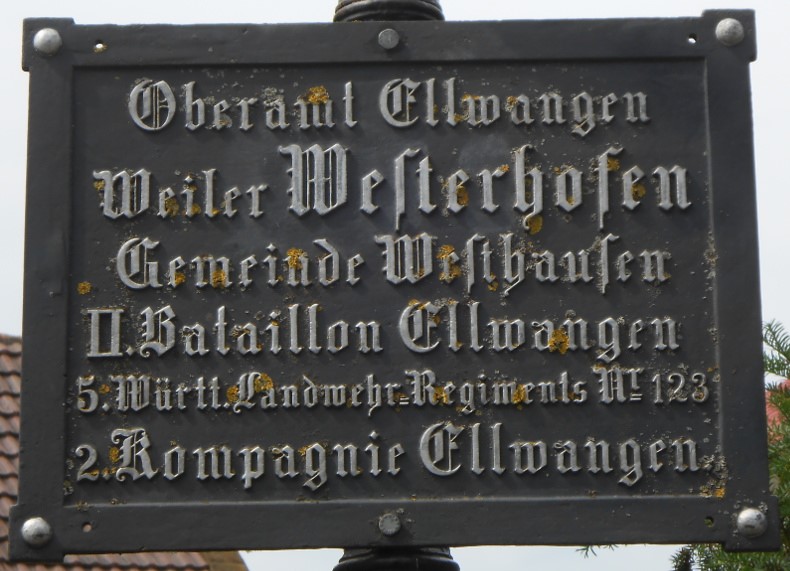 Oberamt Ellwangen
Weiler Weſterhofen
Gemeinde Weſthauſen
II. Bataillon Ellwangen
5. Württ. Landwehr-Regiments Nr 123
2. Kompagnie Ellwangen.